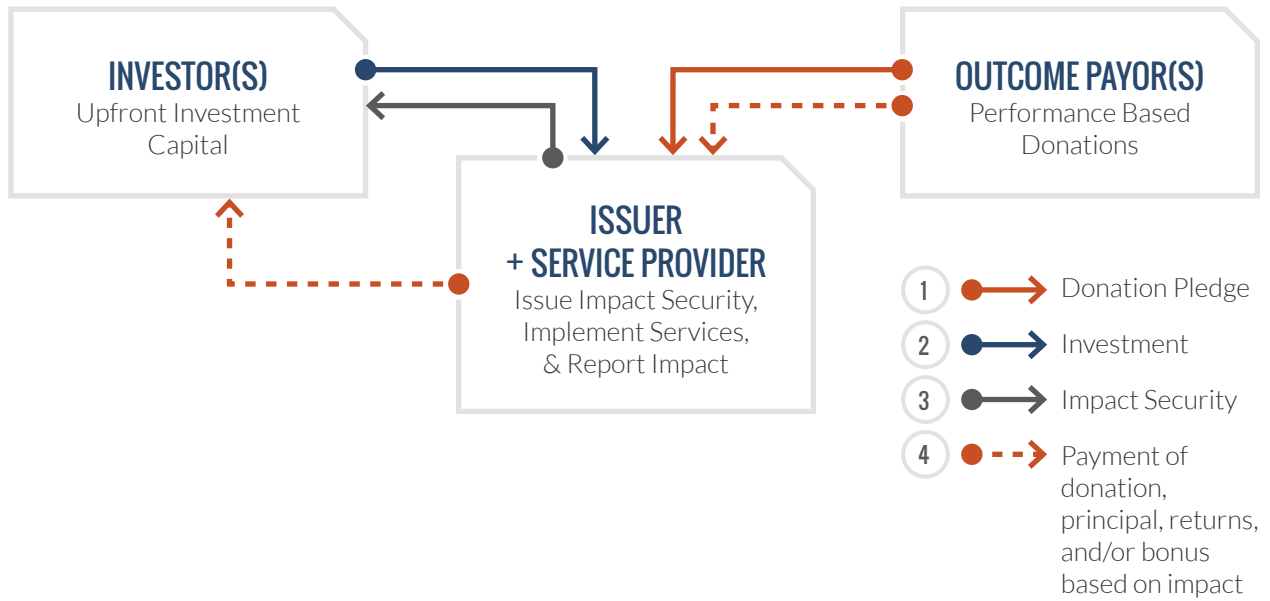 INVESTOR(S)
Upfront Investment
Capital
OUTCOME PAYOR(S)
Performance Based
Donations
ISSUER
+ SERVICE PROVIDER
Issue Impact Security,
Implement Services,
& Report Impact
1 Donation Pledge
2 Investment
3 Impact Security
4 Payment of
donation,
principal, returns,
and/or bonus
based on impact